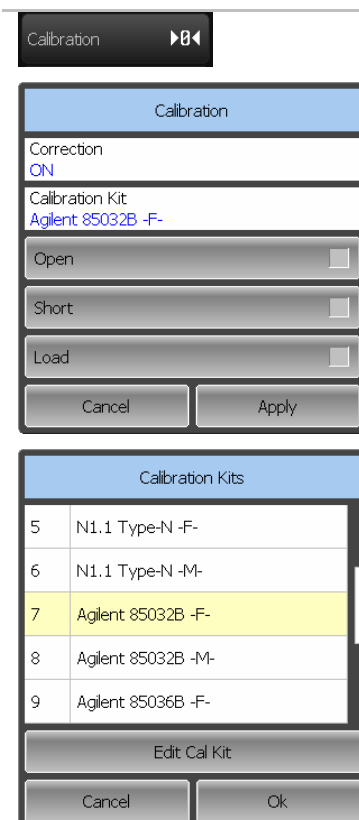 Calibration ▶0◀
Calibration
Correction
ON
Calibration Kit
Agilent 85032B -F-
Open
Short
Load
Cancel Apply
Calibration Kits
5 N1.1 Type-N -F-
6 N1.1 Type-N -M-
7 Agilent 85032B -F-
8 Agilent 85032B -M-
9 Agilent 85036B -F-
Edit Cal Kit
Cancel Ok